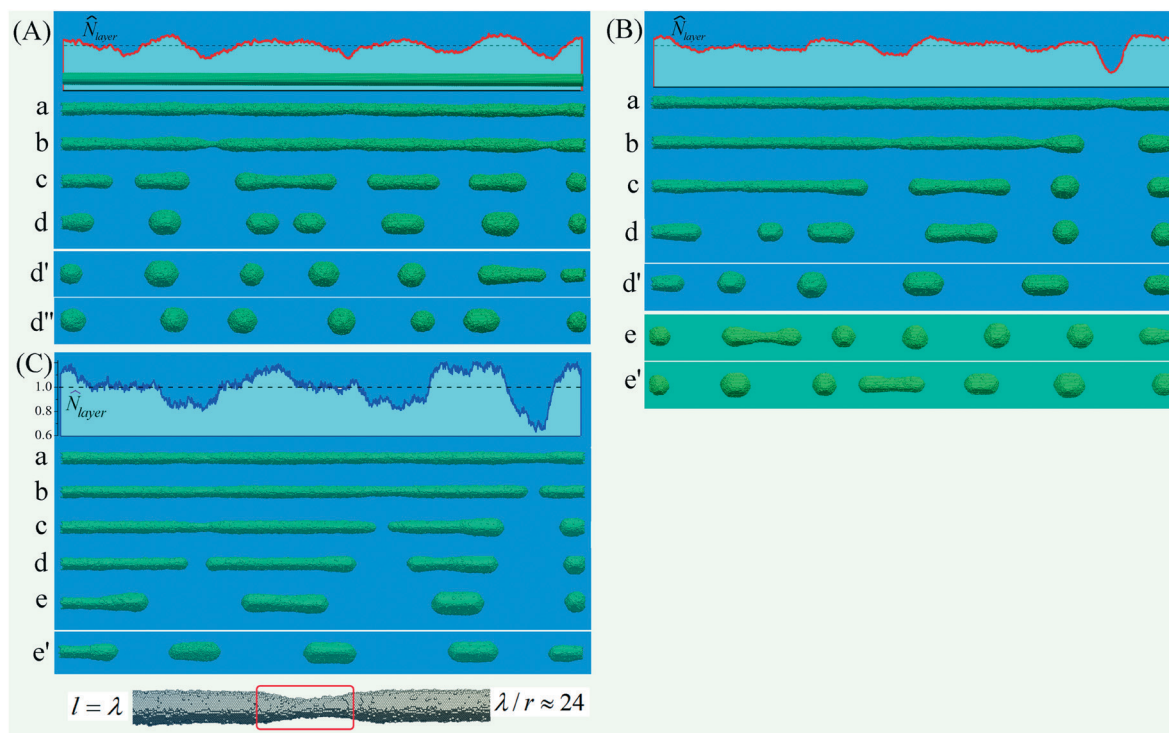 (A)
N̂layer
a
b
c
d
d'
d"
(B)
N̂layer
a
b
c
d
d'
e
e'
(C)
1.0
N̂layer
0.8
0.6
a
b
c
d
e
e'
l = λ
λ/r ≈ 24